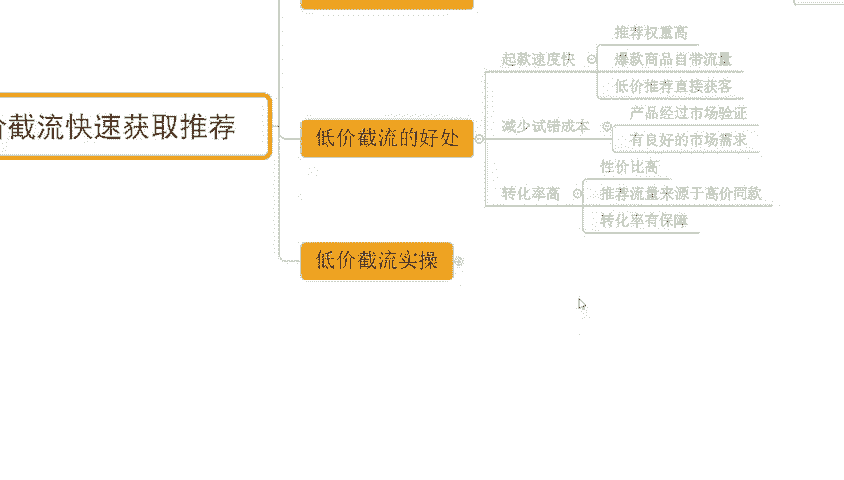 推荐权重高
起款速度快
爆款商品自带流量
低价推荐直接获客
产品经过市场验证
截流快速获取推荐
低价截流的好处
减少试错成本
有良好的市场需求
性价比高
转化率高
推荐流量来源于高价同款
转化率有保障
低价截流实操